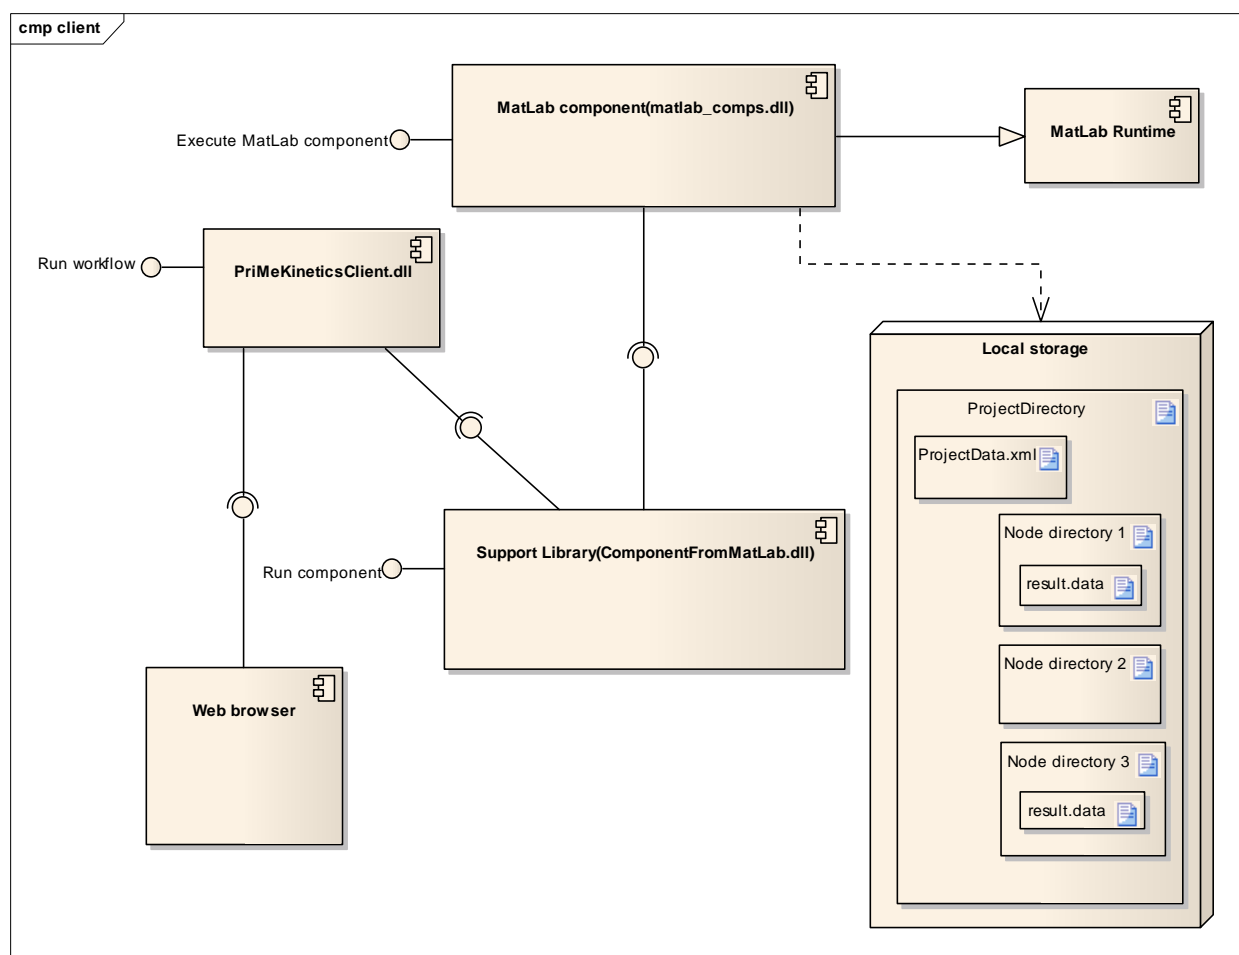 cmp client
MatLab component(matlab_comps.dll)
MatLab Runtime
Execute MatLab component
Run workflow
PriMeKineticsClient.dll
Local storage
ProjectDirectory
ProjectData.xml
Node directory 1
Support Library(ComponentFromMatLab.dll)
Run component
result.data
Node directory 2
Web browser
Node directory 3
result.data